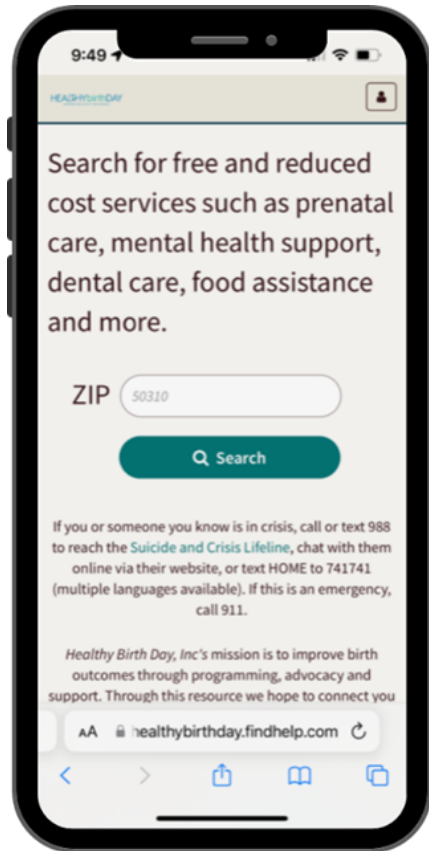 9:49
HEALTHYbirthDAY
Search for free and reduced
cost services such as prenatal
care, mental health support,
dental care, food assistance
and more.
ZIP 50310
Search
If you or someone you know is in crisis, call or text 988
to reach the Suicide and Crisis Lifeline, chat with them
online via their website, or text HOME to 741741
(multiple languages available). If this is an emergency,
call 911.
Healthy Birth Day, Inc's mission is to improve birth
outcomes through programming, advocacy and
support. Through this resource we hope to connect you
AA healthybirthday.findhelp.com